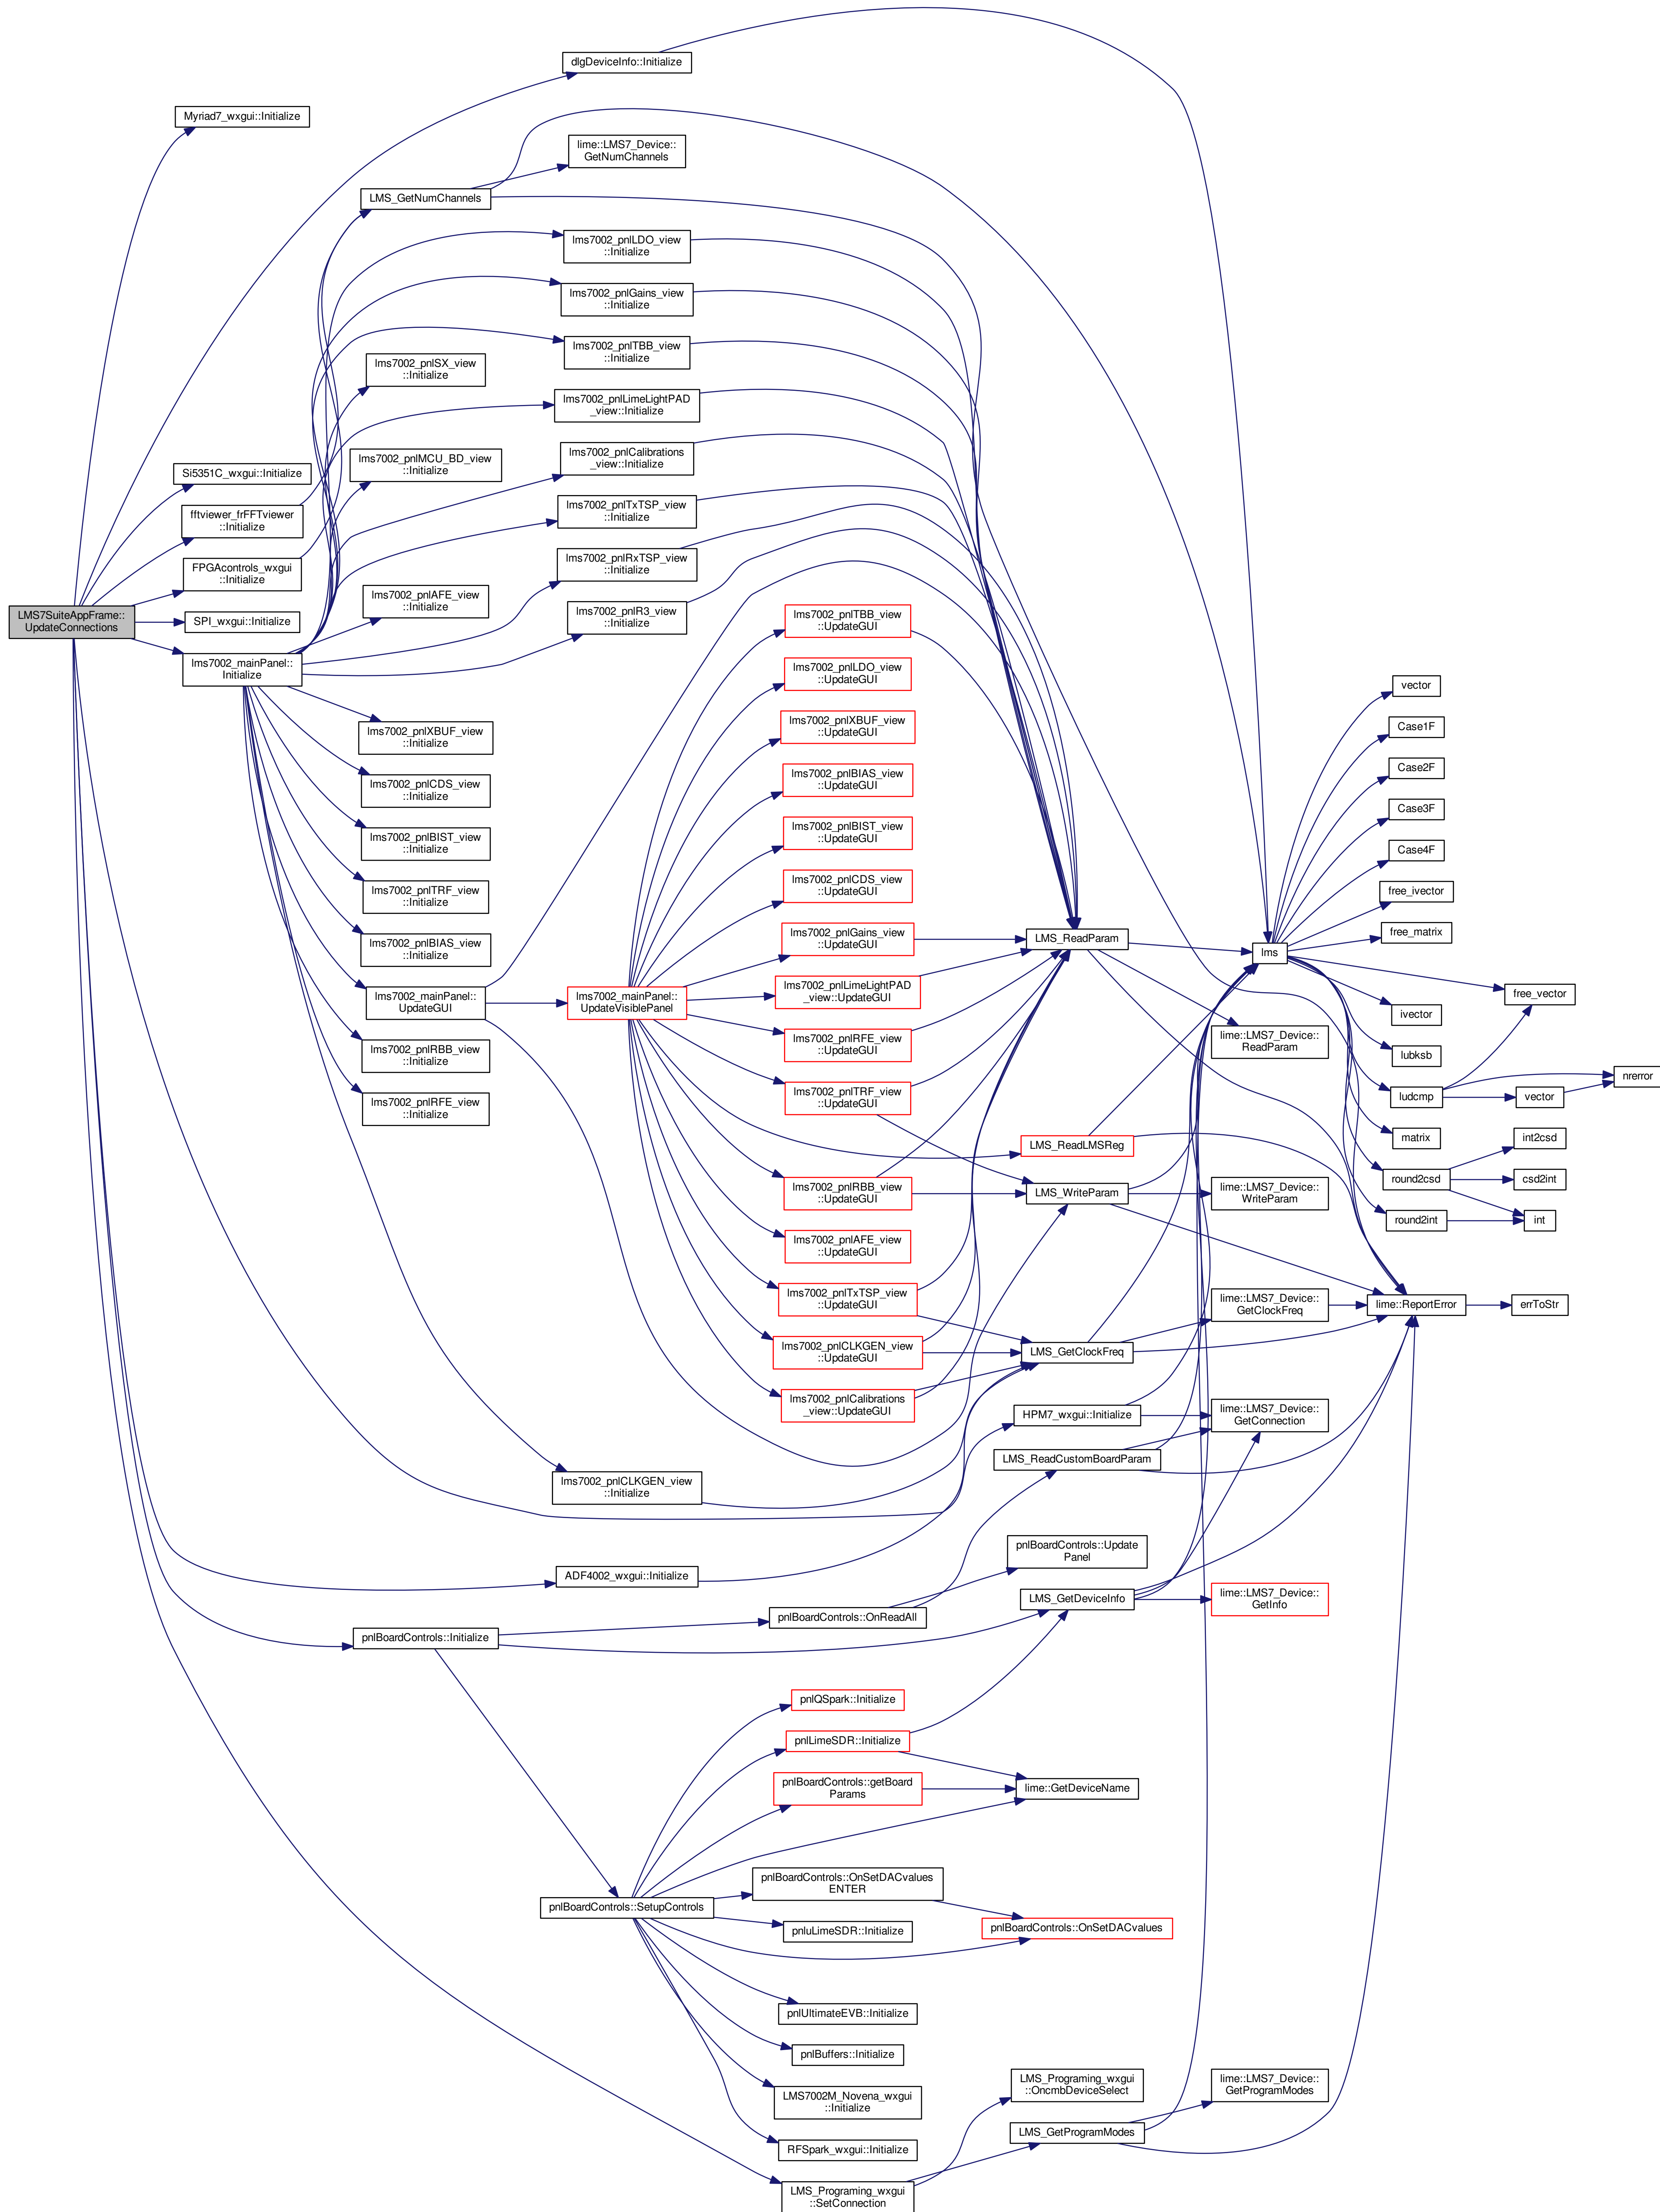 dlgDeviceInfo::Initialize
Myriad7_wxgui::Initialize
lime::LMS7_Device::
GetNumChannels
LMS_GetNumChannels
lms7002_pnlLDO_view
::Initialize
lms7002_pnlGains_view
::Initialize
lms7002_pnlTBB_view
::Initialize
lms7002_pnlSX_view
::Initialize
lms7002_pnlLimeLightPAD
_view::Initialize
lms7002_pnlCalibrations
_view::Initialize
lms7002_pnlMCU_BD_view
::Initialize
Si5351C_wxgui::Initialize
fftviewer_frFFTviewer
::Initialize
lms7002_pnlTxTSP_view
::Initialize
lms7002_pnlRxTSP_view
::Initialize
FPGAcontrols_wxgui
::Initialize
lms7002_pnlAFE_view
::Initialize
lms7002_pnlR3_view
::Initialize
LMS7SuiteAppFrame::
UpdateConnections
SPI_wxgui::Initialize
lms7002_pnlTBB_view
::UpdateGUI
lms7002_mainPanel::
Initialize
lms7002_pnlLDO_view
::UpdateGUI
vector
lms7002_pnlXBUF_view
::UpdateGUI
Case1F
lms7002_pnlXBUF_view
::Initialize
Case2F
lms7002_pnlBIAS_view
::UpdateGUI
lms7002_pnlCDS_view
::Initialize
Case3F
lms7002_pnlBIST_view
::UpdateGUI
lms7002_pnlBIST_view
::Initialize
Case4F
lms7002_pnlCDS_view
::UpdateGUI
lms7002_pnlTRF_view
::Initialize
free_ivector
free_matrix
lms7002_pnlGains_view
::UpdateGUI
LMS_ReadParam
lms
lms7002_pnlBIAS_view
::Initialize
lms7002_pnlLimeLightPAD
_view::UpdateGUI
free_vector
lms7002_mainPanel::
UpdateGUI
lms7002_mainPanel::
UpdateVisiblePanel
ivector
lms7002_pnlRFE_view
::UpdateGUI
lime::LMS7_Device::
ReadParam
lms7002_pnlRBB_view
::Initialize
lubksb
nrerror
lms7002_pnlTRF_view
::UpdateGUI
ludcmp
vector
lms7002_pnlRFE_view
::Initialize
LMS_ReadLMSReg
matrix
int2csd
round2csd
csd2int
lms7002_pnlRBB_view
::UpdateGUI
LMS_WriteParam
lime::LMS7_Device::
WriteParam
round2int
int
lms7002_pnlAFE_view
::UpdateGUI
lms7002_pnlTxTSP_view
::UpdateGUI
lime::LMS7_Device::
GetClockFreq
lime::ReportError
errToStr
lms7002_pnlCLKGEN_view
::UpdateGUI
LMS_GetClockFreq
lms7002_pnlCalibrations
_view::UpdateGUI
HPM7_wxgui::Initialize
lime::LMS7_Device::
GetConnection
LMS_ReadCustomBoardParam
lms7002_pnlCLKGEN_view
::Initialize
pnlBoardControls::Update
Panel
ADF4002_wxgui::Initialize
LMS_GetDeviceInfo
lime::LMS7_Device::
GetInfo
pnlBoardControls::OnReadAll
pnlBoardControls::Initialize
pnlQSpark::Initialize
pnlLimeSDR::Initialize
pnlBoardControls::getBoard
Params
lime::GetDeviceName
pnlBoardControls::OnSetDACvalues
ENTER
pnlBoardControls::SetupControls
pnluLimeSDR::Initialize
pnlBoardControls::OnSetDACvalues
pnlUltimateEVB::Initialize
pnlBuffers::Initialize
LMS7002M_Novena_wxgui
::Initialize
LMS_Programing_wxgui
::OncmbDeviceSelect
lime::LMS7_Device::
GetProgramModes
LMS_GetProgramModes
RFSpark_wxgui::Initialize
LMS_Programing_wxgui
::SetConnection